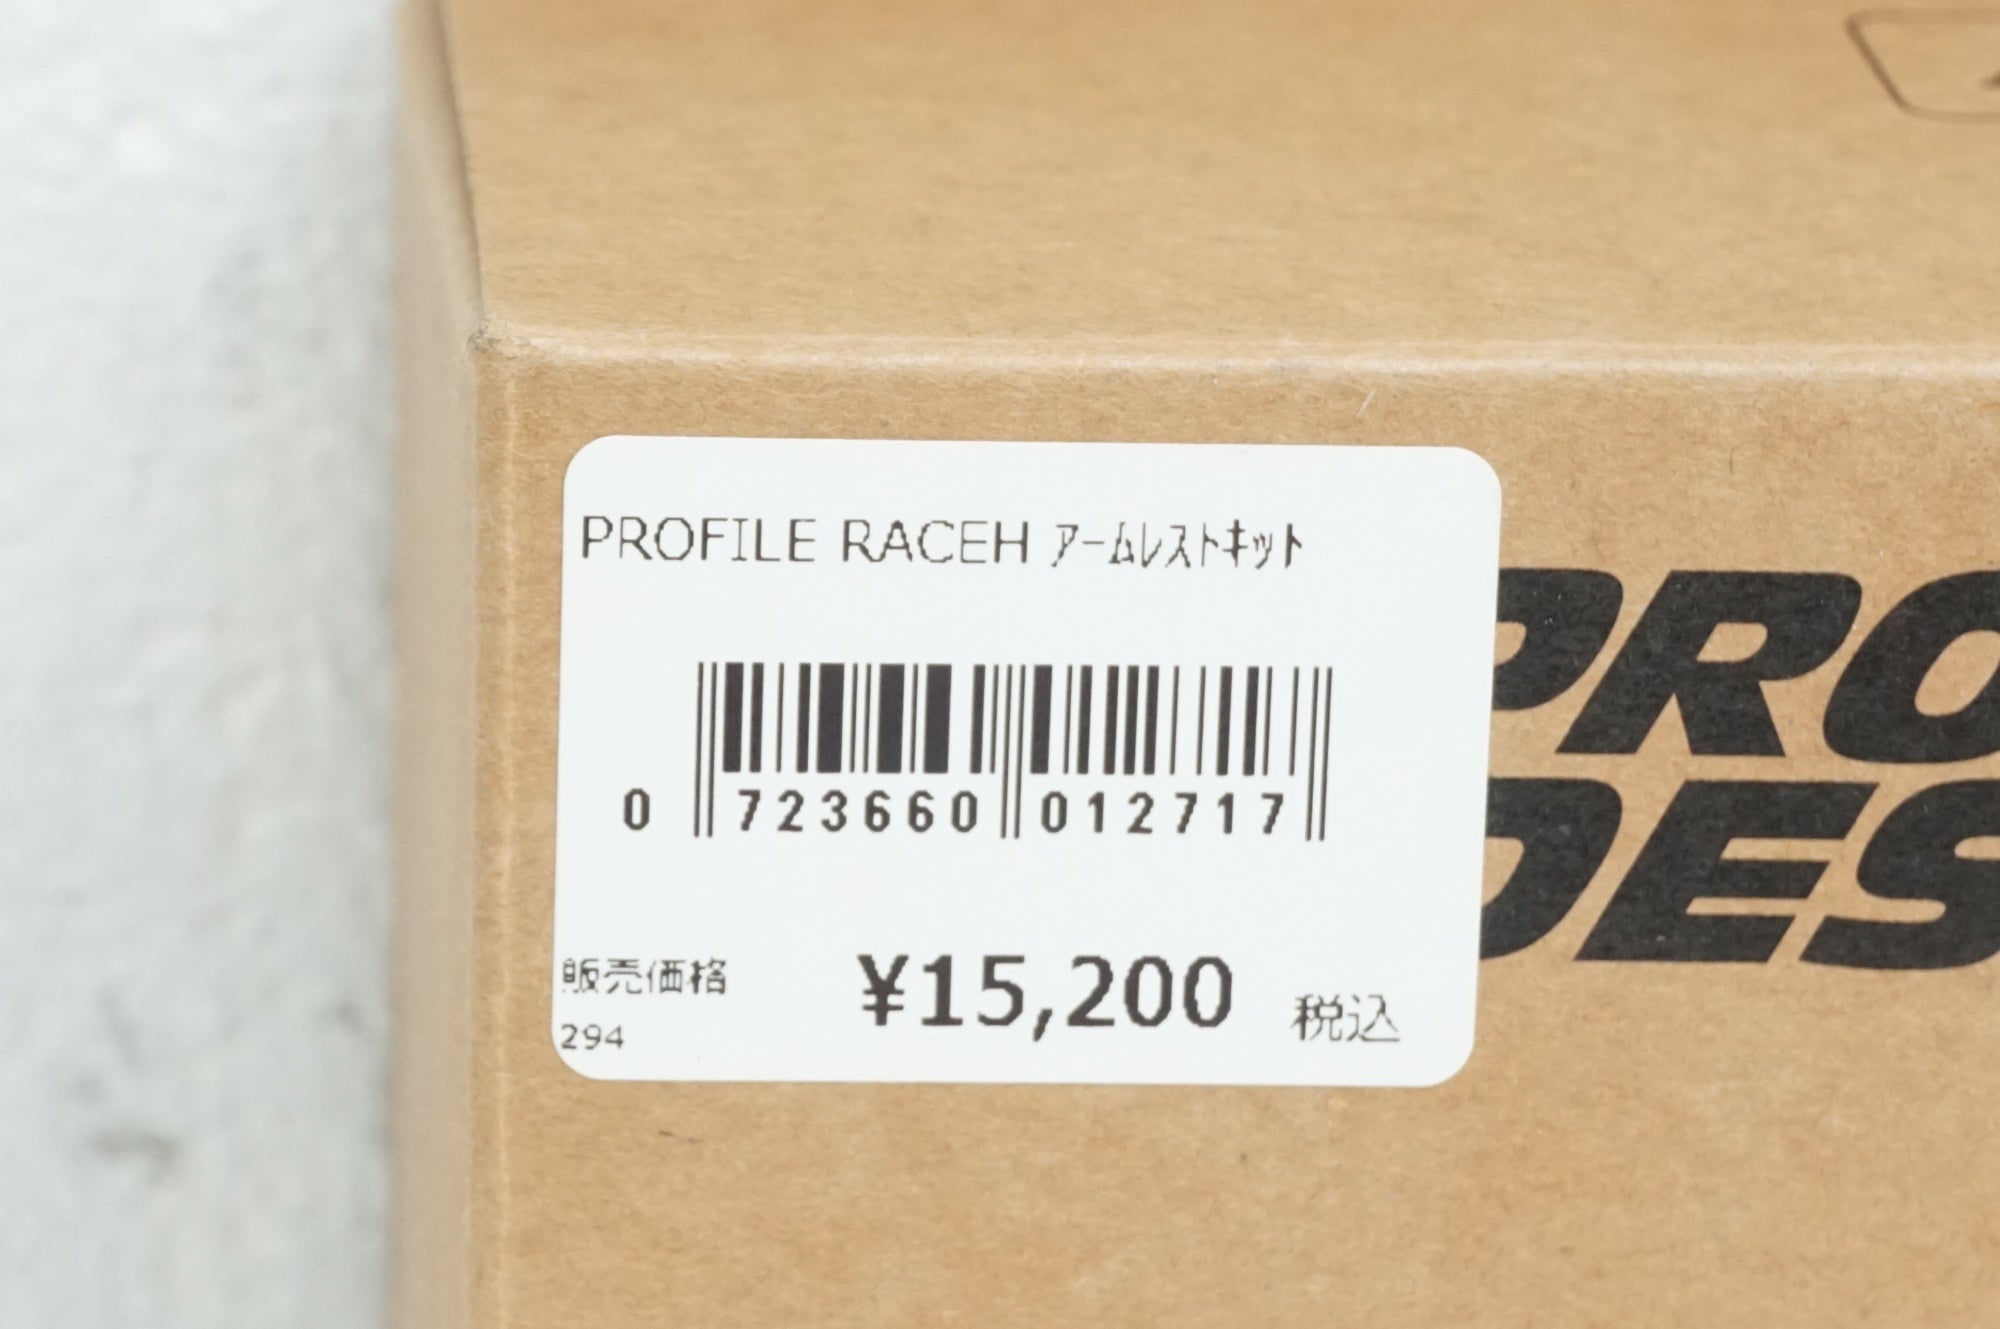 PROFILE RACEH ｱｰﾑﾚｽﾄｷｯﾄ
0 723660 012717
販売価格 ¥15,200 税込
294
PRO
DES